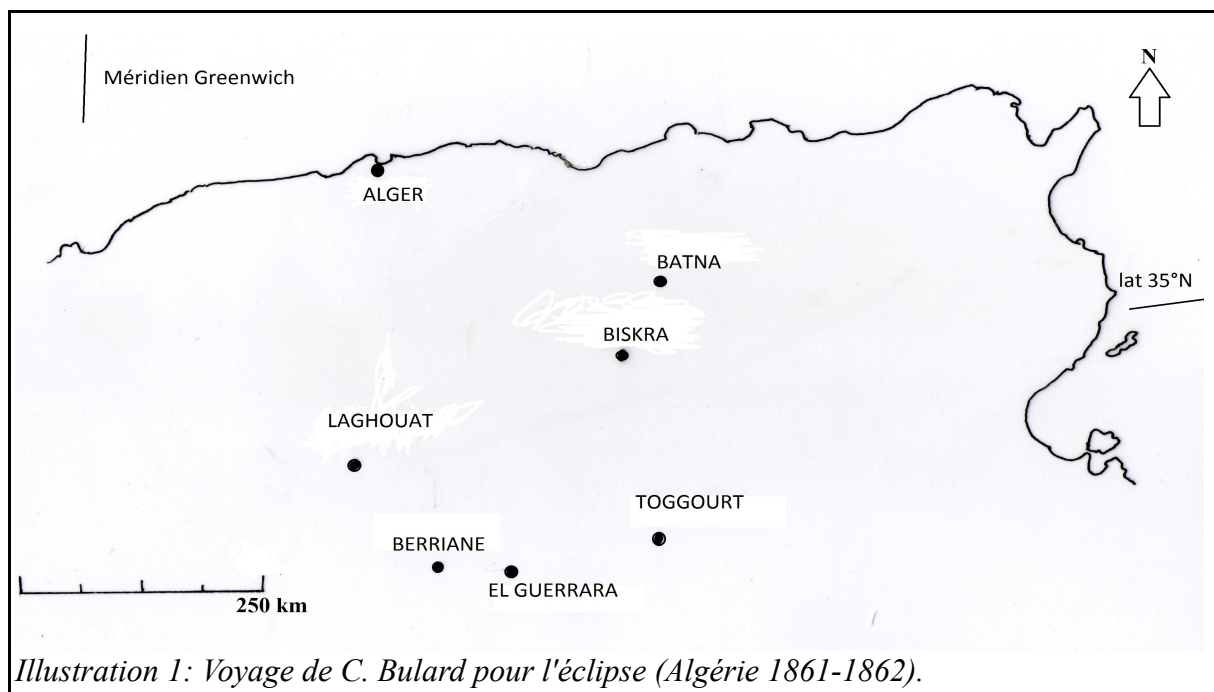 N
Méridien Greenwich
ALGER
BATNA
lat 35°N
BISKRA
LAGHOUAT
TOGGOURT
BERRIANE
EL GUERRARA
250 km
Illustration 1: Voyage de C. Bulard pour l'éclipse (Algérie 1861-1862).